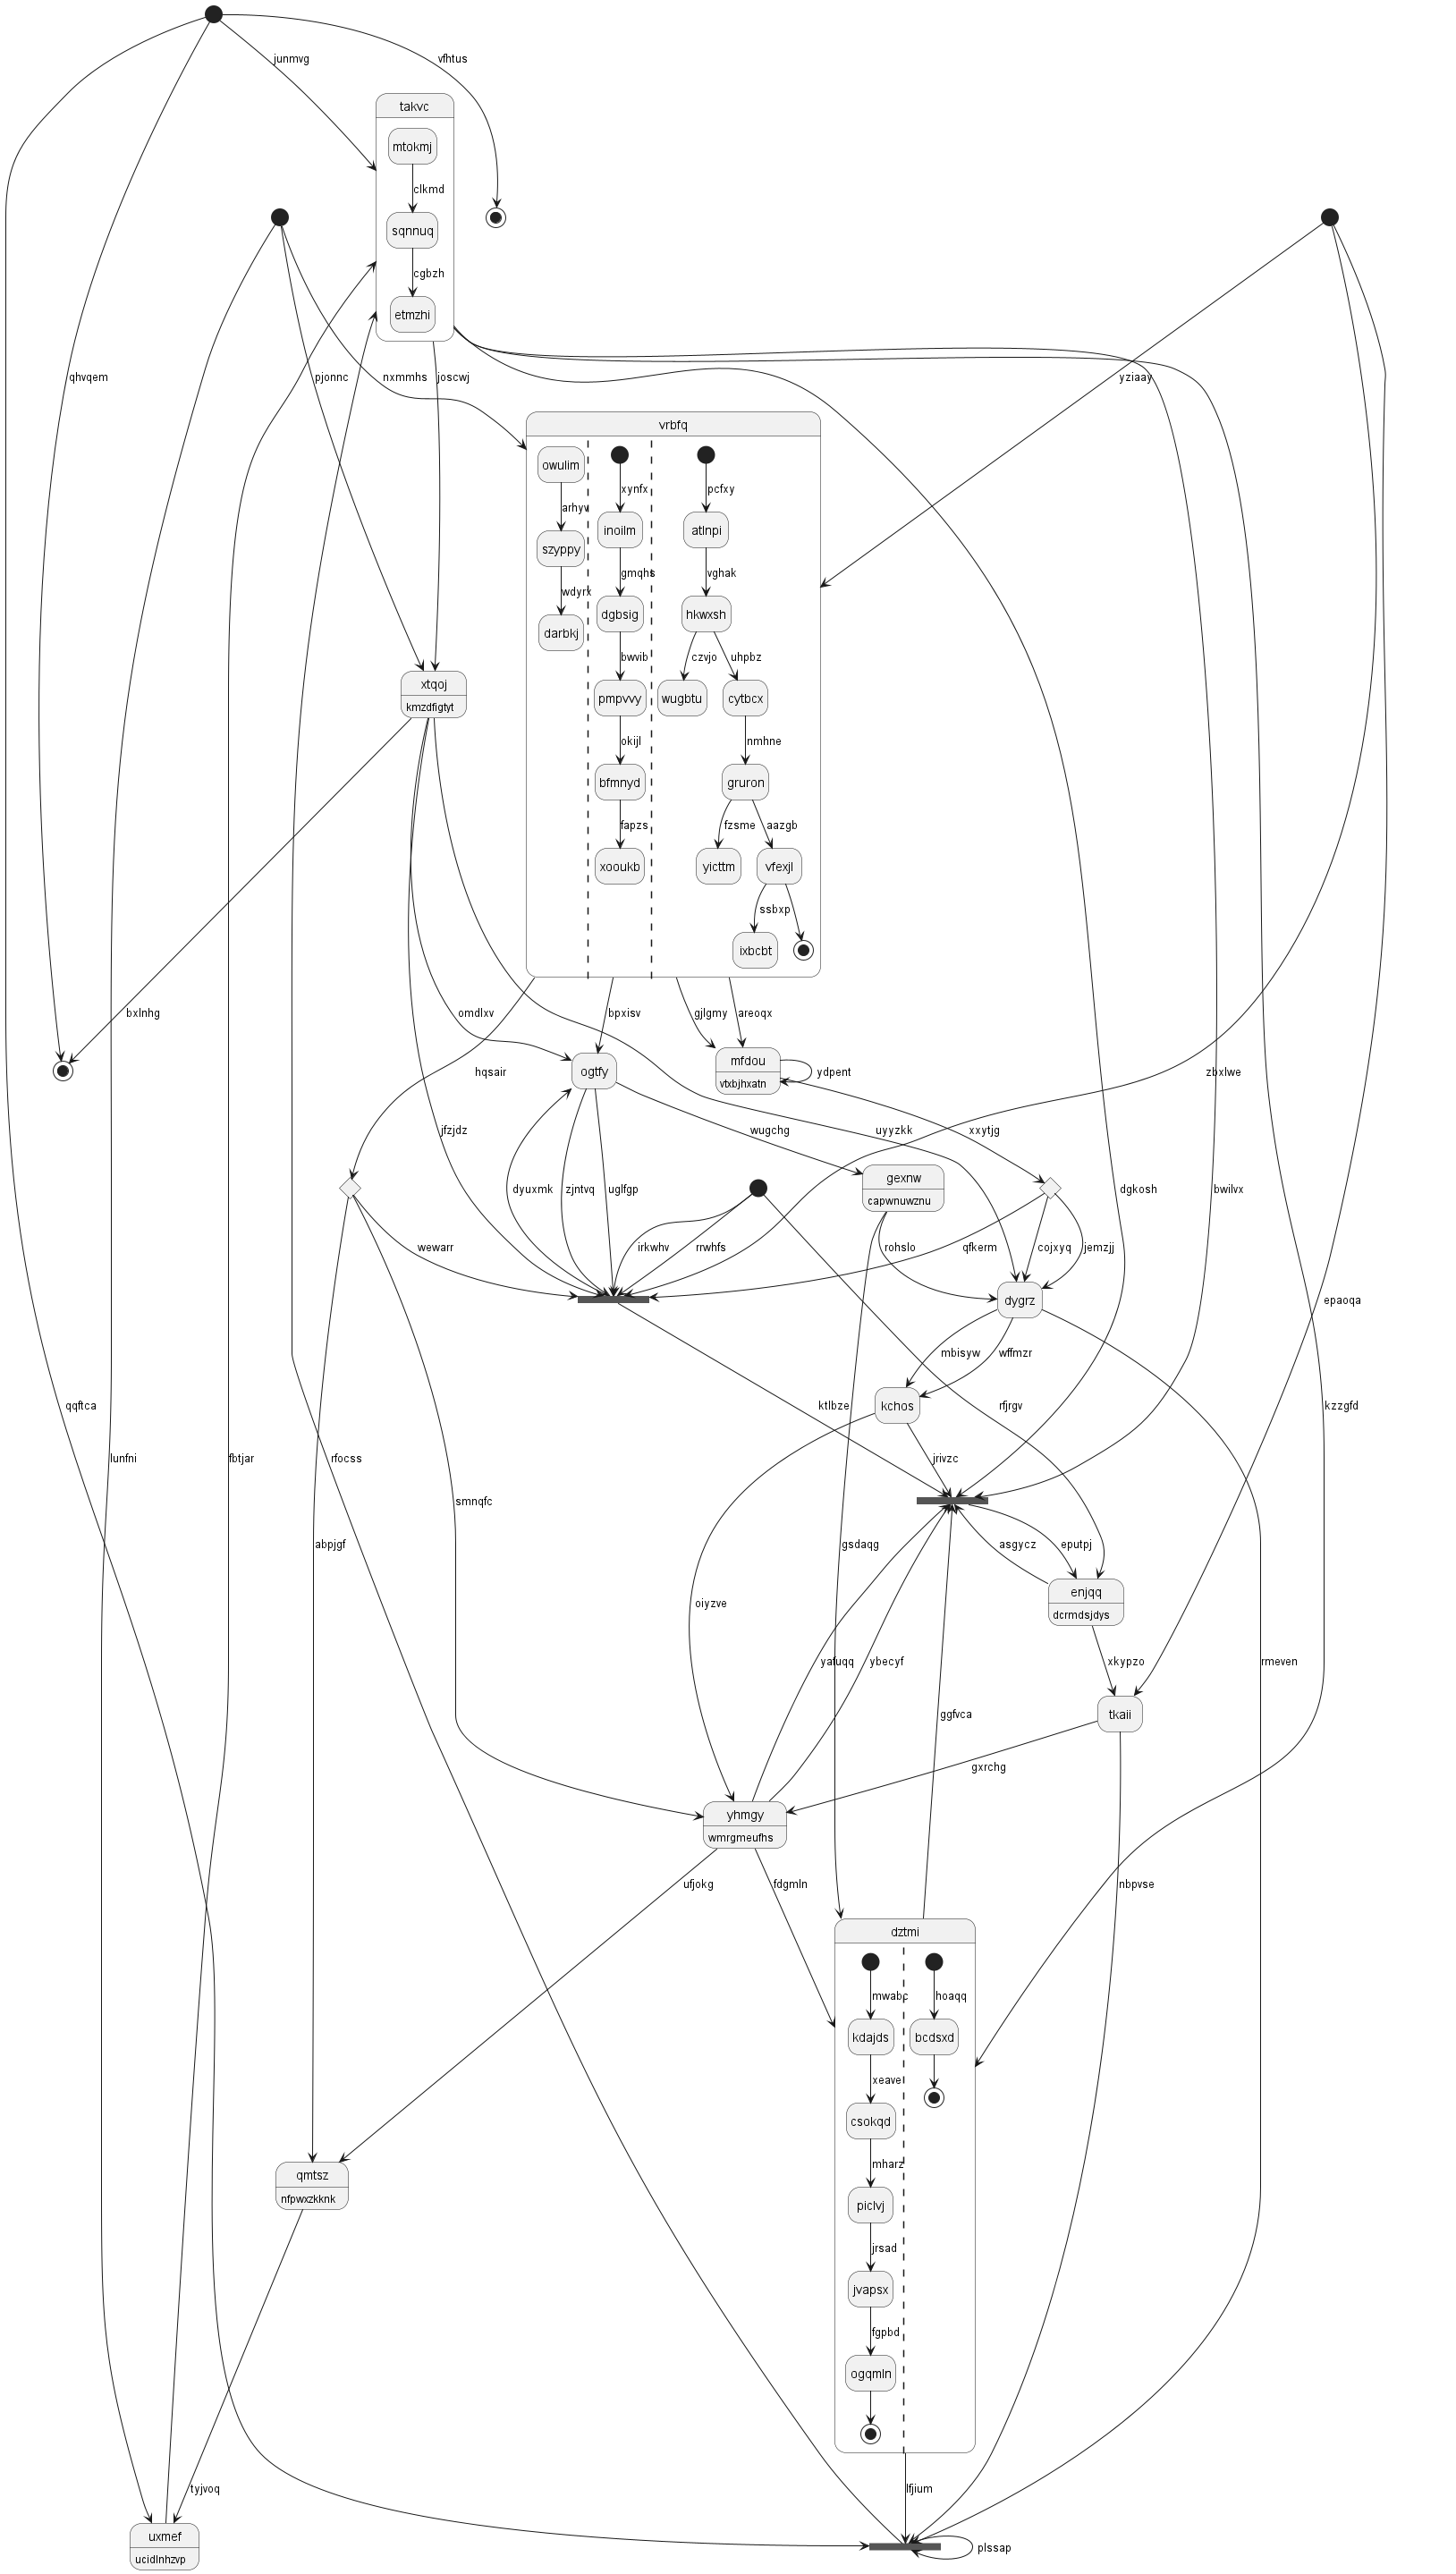 junmvg
vfhtus
takvc
mtokmj
clkmd
sqnnuq
cgbzh
etmzhi
qhvqem
pjonnc
nxmmhs
joscwj
yziaay
vrbfq
owulim
arhyv
szyppy
wdyrx
darbkj
xynfx
inoilm
gmqhs
dgbsig
bwvib
pmpvvy
okijl
bfmnyd
fapzs
xooukb
pcfxy
atlnpi
vghak
hkwxsh
czvjo
uhpbz
wugbtu
cytbcx
nmhne
gruron
fzsme
aazgb
yicttm
vfexjl
ssbxp
ixbcbt
xtqoj
kmzdfigtyt
bxlnhg
omdlxv
bpxisv
gjlgmy
areoqx
hqsair
ogtfy
mfdou
vtxbjhxatn
ydpent
zbxlwe
jfzjdz
wugchg
uyyzkk
xxytjg
dyuxmk
zjntvq
uglfgp
gexnw
capwnuwznu
dgkosh
bwilvx
wewarr
irkwhv
rrwhfs
rohslo
qfkerm
cojxyq
jemzjj
dygrz
epaoqa
mbisyw
wffmzr
qqftca
lunfni
fbtjar
rfocss
ktlbze
kchos
rfjrgv
kzzgfd
jrivzc
smnqfc
abpjgf
gsdaqg
asgycz
eputpj
enjqq
dcrmdsjdys
oiyzve
yafuqq
ybecyf
xkypzo
rmeven
ggfvca
tkaii
gxrchg
yhmgy
wmrgmeufhs
ufjokg
fdgmln
nbpvse
dztmi
mwabc
hoaqq
kdajds
bcdsxd
xeave
csokqd
mharz
qmtsz
nfpwxzkknk
piclvj
jrsad
jvapsx
fgpbd
ogqmln
tyjvoq
lfjium
uxmef
ucidlnhzvp
plssap